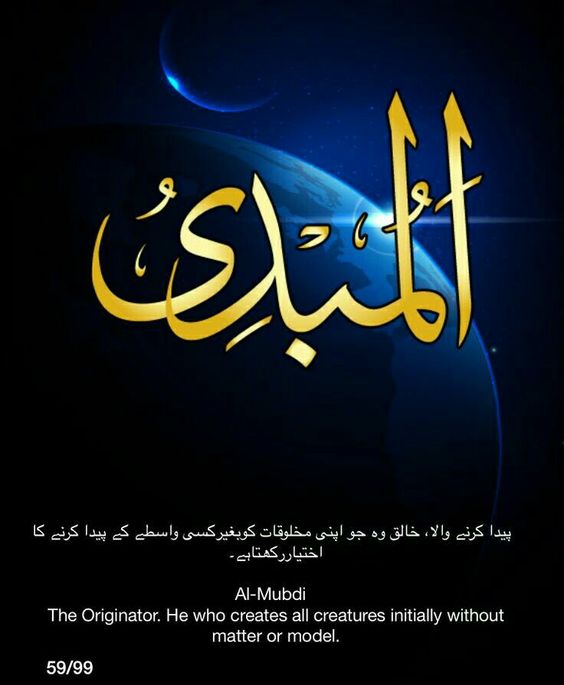 المُبْدِئُ
پیدا کرنے والا، خالق وہ جو اپنی مخلوقات کوبغیرکسی واسطے کے پیدا کرنے کا
اختیاررکھتاہے۔
Al-Mubdi
The Originator. He who creates all creatures initially without
matter or model.
59/99